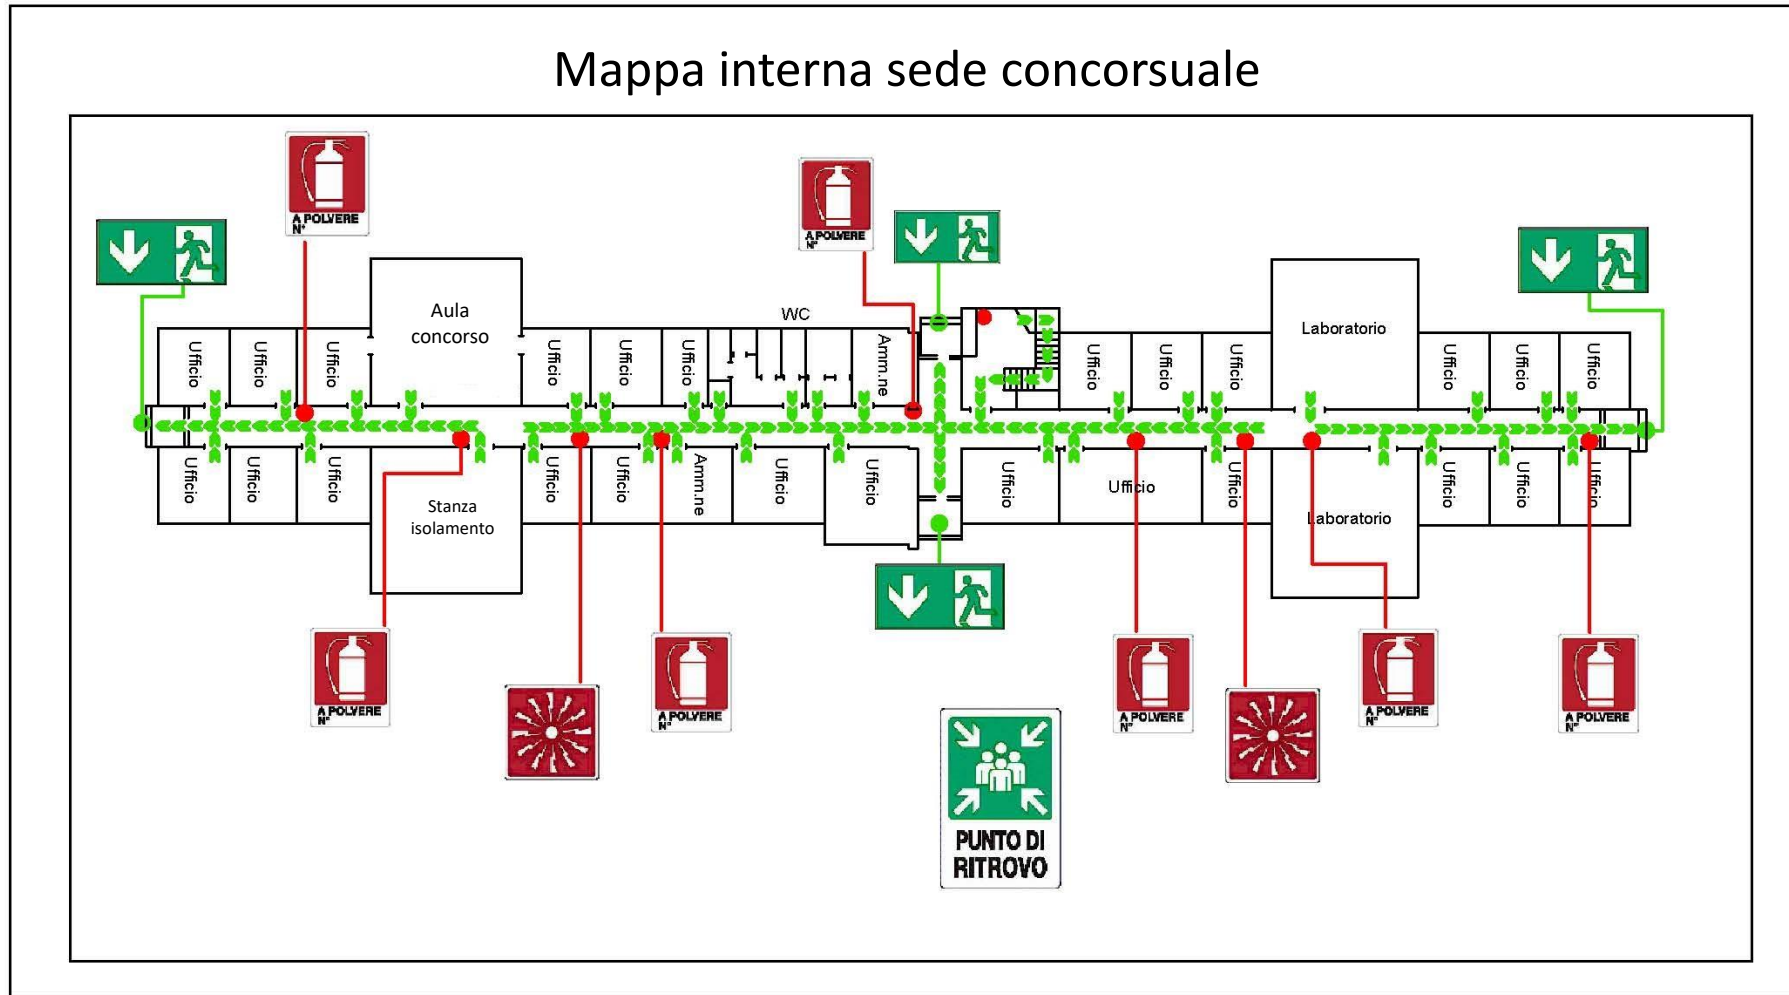 Mappa interna sede concorsuale
A POLVERE
N°
A POLVERE
N°
Aula
concorso
WC
Laboratorio
Ufficio
Ufficio
Ufficio
Ufficio
Ufficio
Ufficio
Amm.ne
Ufficio
Ufficio
Ufficio
Ufficio
Ufficio
Ufficio
Ufficio
Ufficio
Ufficio
Stanza
isolamento
Ufficio
Ufficio
Amm.ne
Ufficio
Ufficio
Ufficio
Ufficio
Ufficio
Laboratorio
Ufficio
Ufficio
Ufficio
A POLVERE
N°
A POLVERE
N°
A POLVERE
N°
A POLVERE
N°
A POLVERE
N°
PUNTO DI
RITROVO